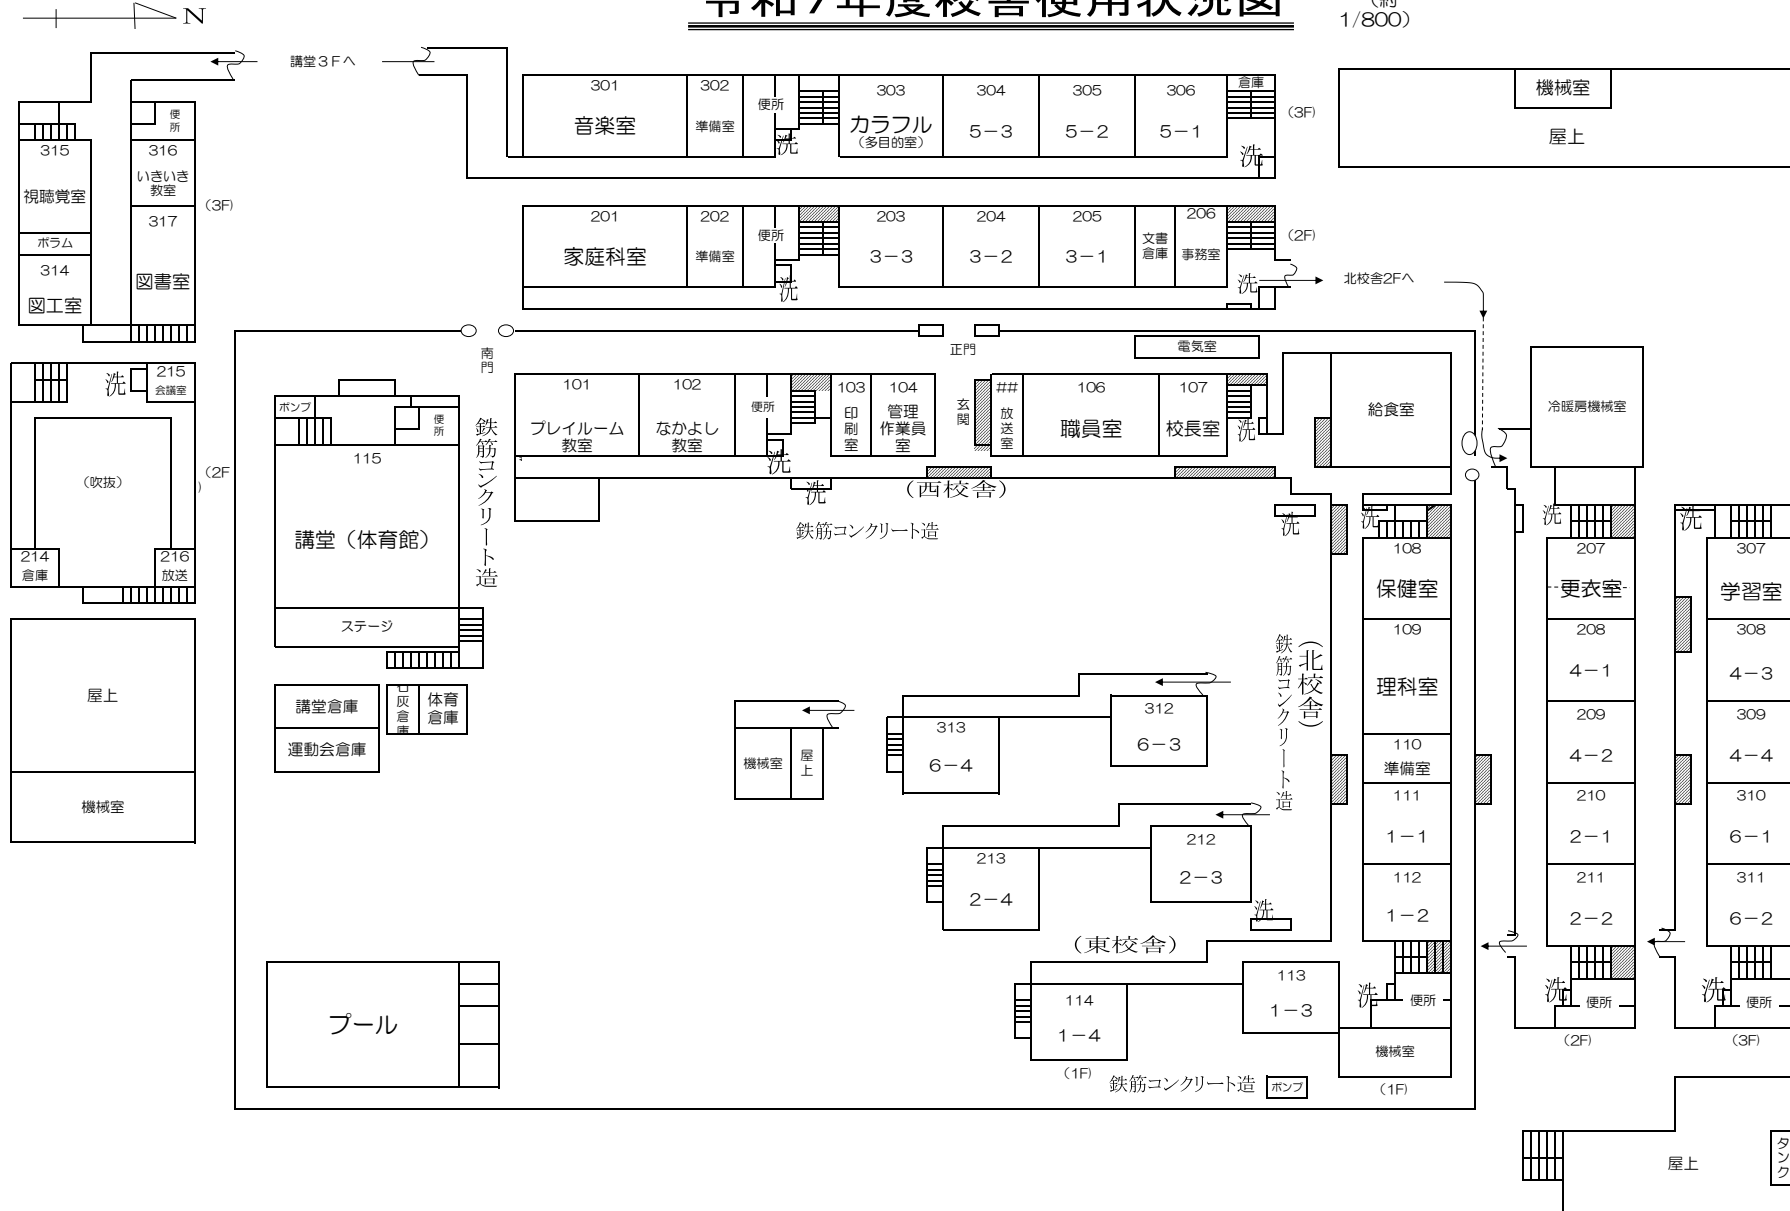 令和7年度校舎使用状況図
（約
1/800）
N
講堂３Ｆへ
301
音楽室
302
準備室
便所
洗
303
カラフル
（多目的室）
304
5－3
305
5－2
306
5－1
倉庫
洗
（3F）
機械室
屋上
便所
315
視聴覚室
ボラム
314
図工室
316
いきいき
教室
317
図書室
（3F）
201
家庭科室
202
準備室
便所
洗
203
3－3
204
3－2
205
3－1
文書
倉庫
206
事務室
洗
（2F）
北校舎2Fへ
南門
正門
電気室
洗
215
会議室
（吹抜）
（2F
）
214
倉庫
216
放送
ポンプ
便所
115
講堂（体育館）
ステージ
鉄筋コンクリート造
101
プレイルーム
教室
102
なかよし
教室
便所
洗
洗
103
印刷室
104
管理
作業員
室
玄関
##
放送室
106
職員室
107
校長室
洗
給食室
冷暖房機械室
（西校舎）
鉄筋コンクリート造
洗
洗
108
保健室
109
理科室
110
準備室
111
1－1
112
1－2
洗
便所
機械室
（1F）
洗
207
更衣室
208
4－1
209
4－2
210
2－1
211
2－2
洗
便所
（2F）
洗
307
学習室
308
4－3
309
4－4
310
6－1
311
6－2
洗
便所
（3F）
（北校舎）
鉄筋コンクリート造
屋上
機械室
講堂倉庫
運動会倉庫
石灰倉庫
体育
倉庫
機械室
屋上
313
6－4
312
6－3
213
2－4
212
2－3
洗
（東校舎）
114
1－4
113
1－3
（1F）
鉄筋コンクリート造
ポンプ
プール
屋上
タンク